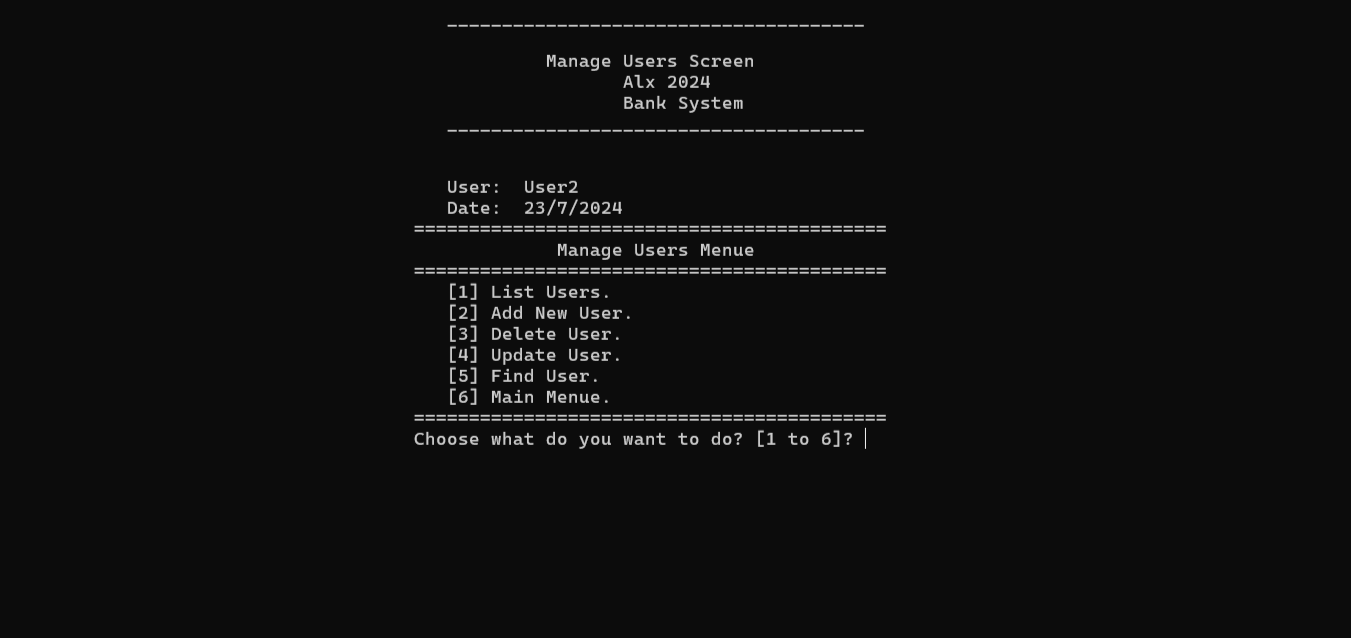 ______________________________________
Manage Users Screen
Alx 2024
Bank System
______________________________________
User: User2
Date: 23/7/2024
===========================================
Manage Users Menue
===========================================
[1] List Users.
[2] Add New User.
[3] Delete User.
[4] Update User.
[5] Find User.
[6] Main Menue.
===========================================
Choose what do you want to do? [1 to 6]?